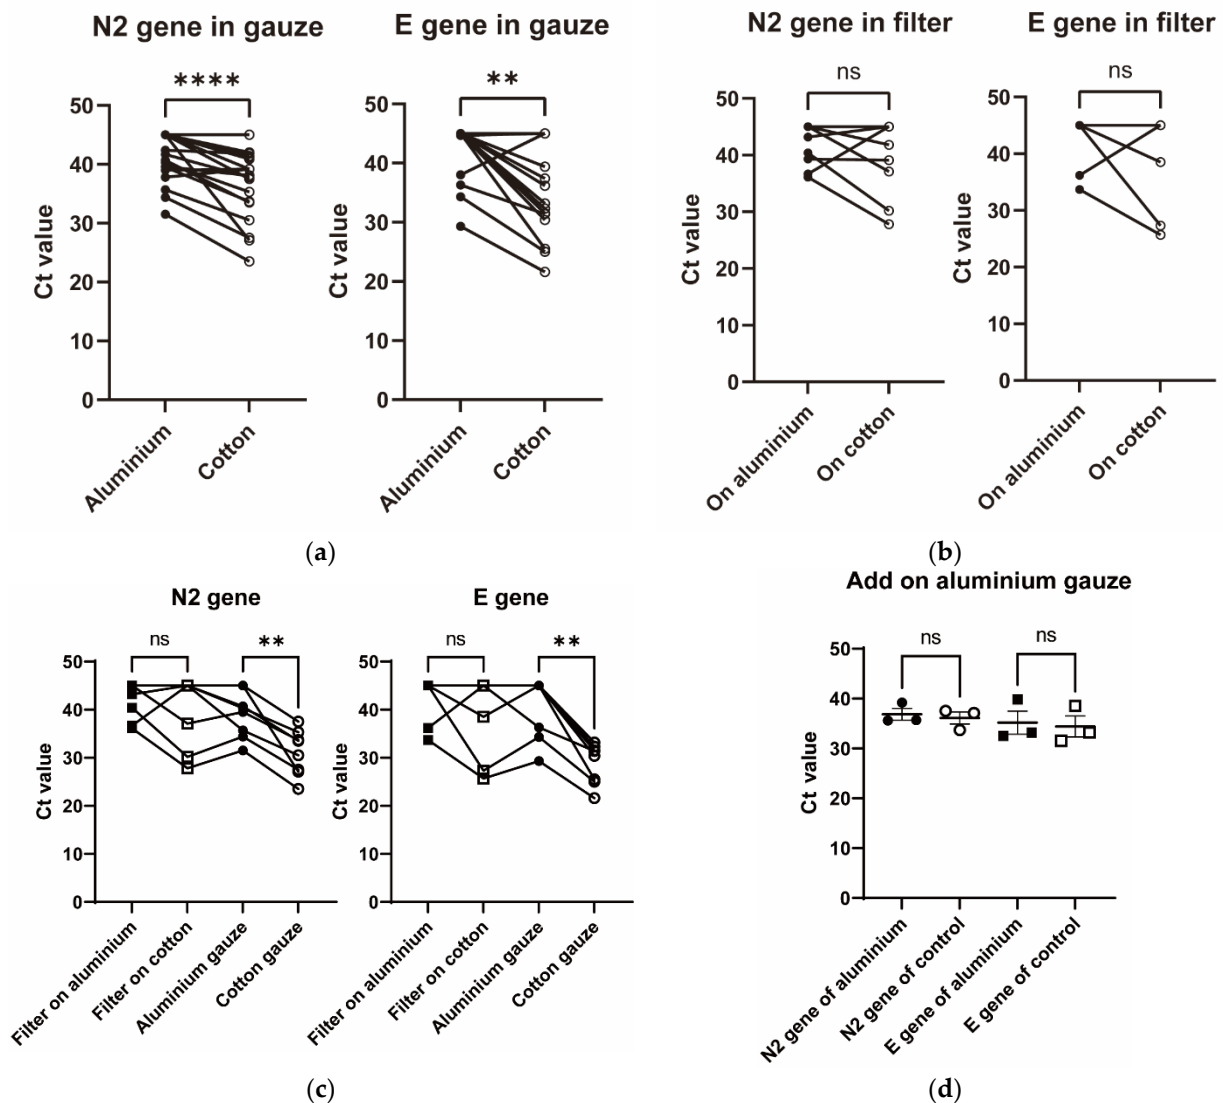 N2 gene in gauze
E gene in gauze
N2 gene in filter
E gene in filter
****
**
ns
ns
50
40
30
20
10
0
Ct value
Aluminium
Cotton
50
40
30
20
10
0
Ct value
Aluminium
Cotton
(a)
50
40
30
20
10
0
Ct value
On aluminium
On cotton
50
40
30
20
10
0
Ct value
On aluminium
On cotton
(b)
N2 gene
ns
**
50
40
30
20
10
0
Ct value
Filter on aluminium
Filter on cotton
Aluminium gauze
Cotton gauze
E gene
ns
**
50
40
30
20
10
0
Ct value
Filter on aluminium
Filter on cotton
Aluminium gauze
Cotton gauze
(c)
Add on aluminium gauze
ns
ns
50
40
30
20
10
0
Ct value
N2 gene of aluminium
N2 gene of control
E gene of aluminium
E gene of control
(d)